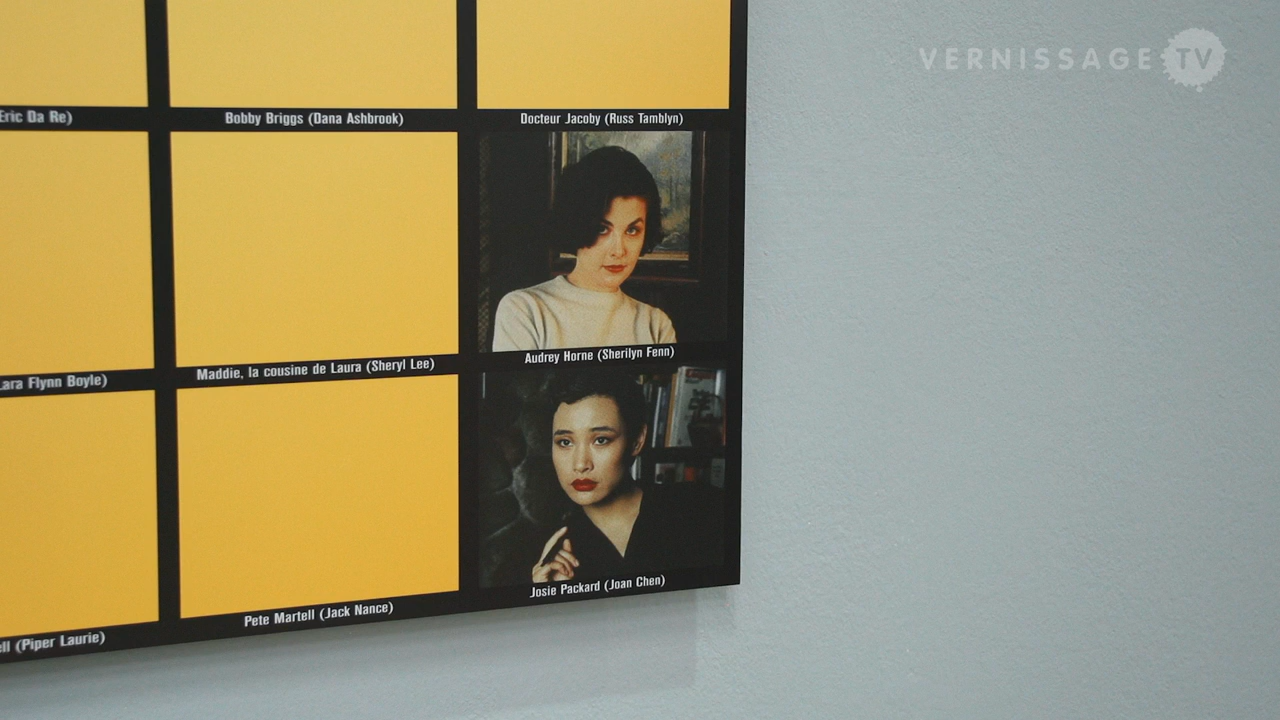 VERNISSAGE TV
Eric Da Re)
Bobby Briggs (Dana Ashbrook)
Docteur Jacoby (Russ Tamblyn)
Lara Flynn Boyle)
Maddie, la cousine de Laura (Sheryl Lee)
Audrey Horne (Sherilyn Fenn)
ell (Piper Laurie)
Pete Martell (Jack Nance)
Josie Packard (Joan Chen)